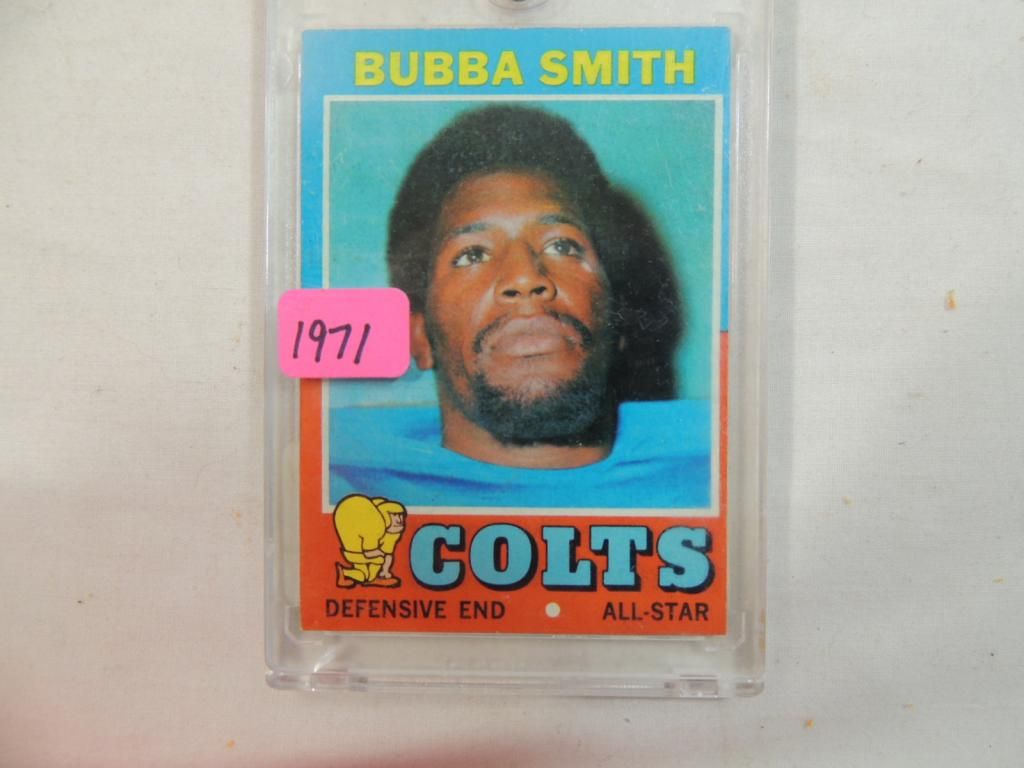 BUBBA SMITH
1971
COLTS
DEFENSIVE END • ALL-STAR